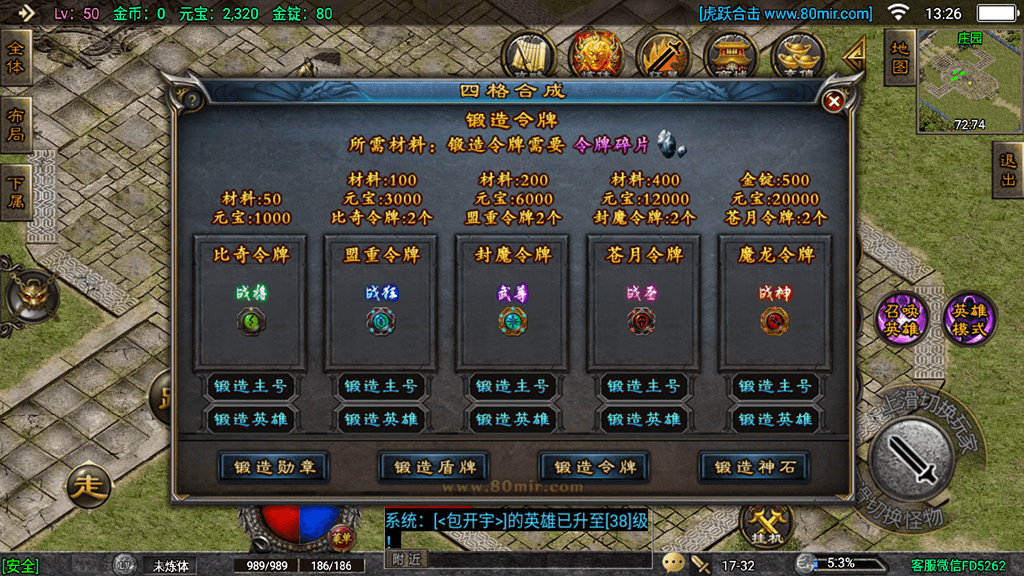 Lv: 50 金币: 0 元宝: 2,320 金锭: 80
[虎跃合击 www.80mir.com]
13:26
全体
布局
下属
地图
庄园
72:74
退出
四格合成
锻造令牌
所需材料：锻造令牌需要 令牌碎片
材料:50
元宝:1000
材料:100
元宝:3000
比奇令牌:2个
材料:200
元宝:6000
盟重令牌2个
材料:400
元宝:12000
封魔令牌:2个
金锭:500
元宝:20000
苍月令牌:2个
比奇令牌 盟重令牌 封魔令牌 苍月令牌 魔龙令牌
战将 战狂 武尊 战圣 战神
锻造主号 锻造主号 锻造主号 锻造主号 锻造主号
锻造英雄 锻造英雄 锻造英雄 锻造英雄 锻造英雄
锻造勋章 锻造盾牌 锻造令牌 锻造神石
www.80mir.com
召唤英雄
英雄模式
上滑切换玩家
滑切换怪物
走
菜单
挂机
系统: [<包开宇>]的英雄已升至[38]级
!
附近
[安全]
未炼体
989/989 186/186
17-32
5.3%
客服微信FD5262